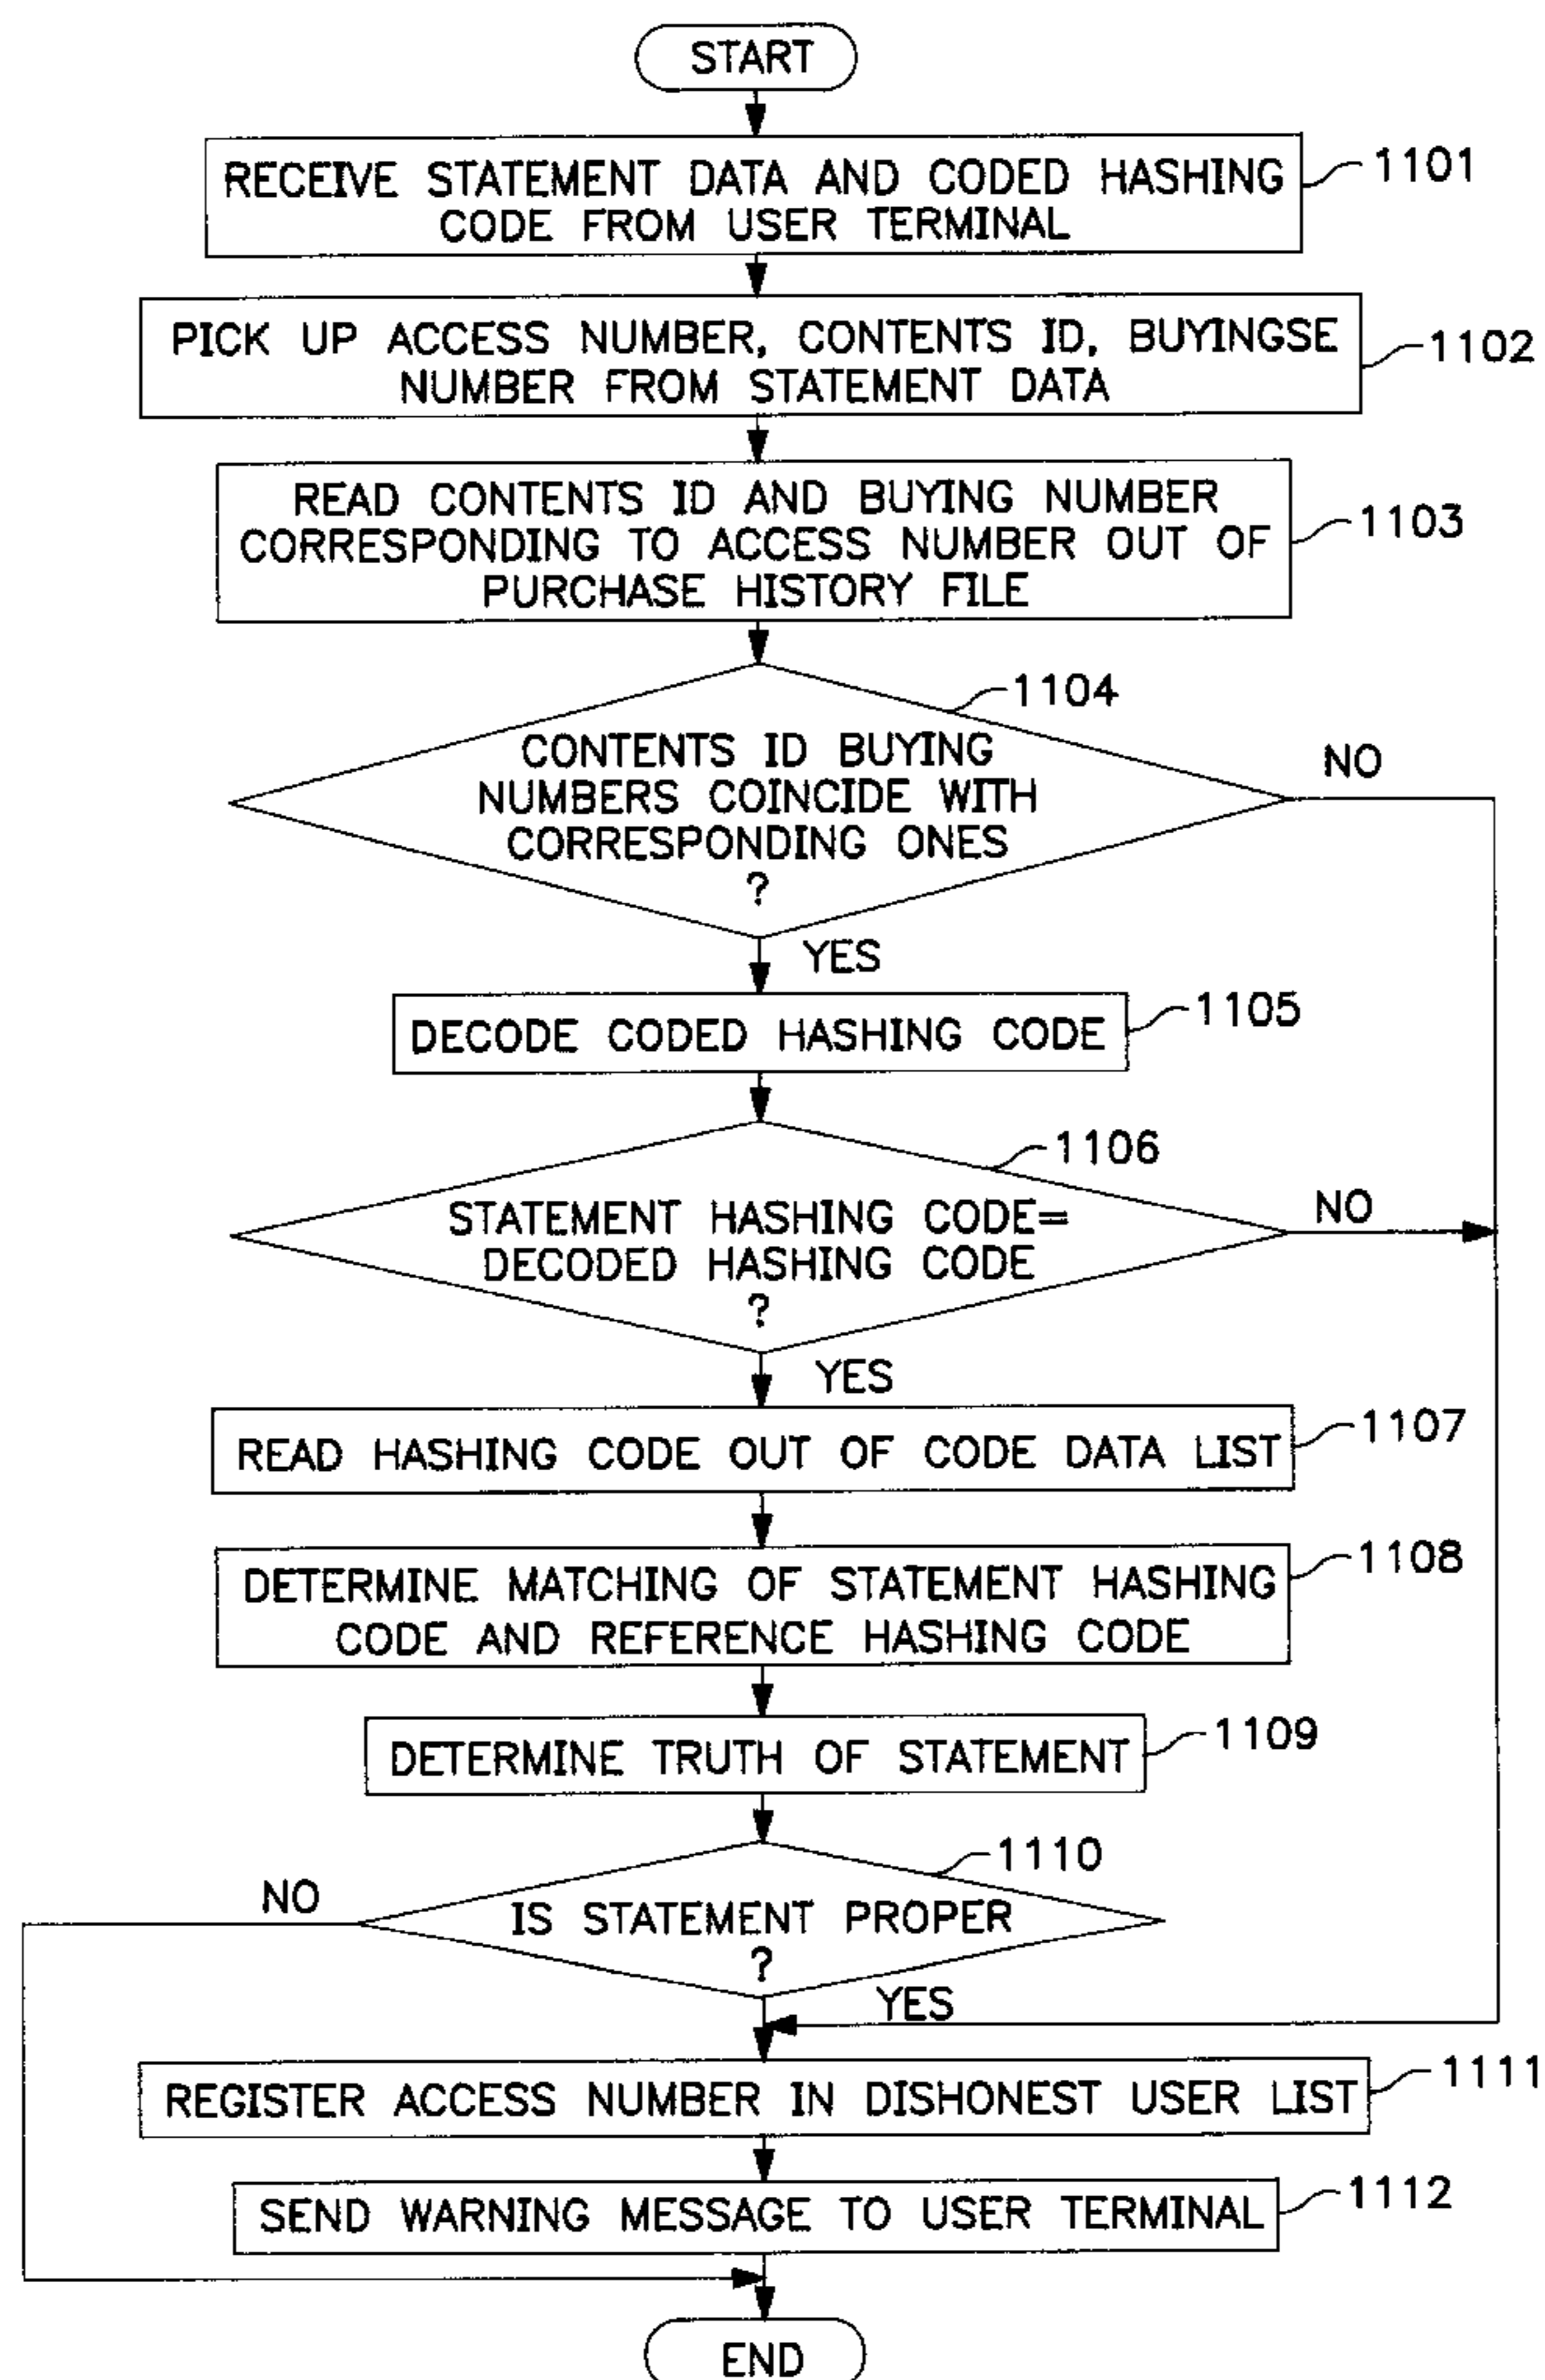 START
RECEIVE STATEMENT DATA AND CODED HASHING
CODE FROM USER TERMINAL
1101
PICK UP ACCESS NUMBER, CONTENTS ID, BUYINGSE
NUMBER FROM STATEMENT DATA
1102
READ CONTENTS ID AND BUYING NUMBER
CORRESPONDING TO ACCESS NUMBER OUT OF
PURCHASE HISTORY FILE
1103
1104
CONTENTS ID BUYING
NUMBERS COINCIDE WITH
CORRESPONDING ONES
?
NO
YES
DECODE CODED HASHING CODE
1105
1106
STATEMENT HASHING CODE=
DECODED HASHING CODE
?
NO
YES
READ HASHING CODE OUT OF CODE DATA LIST
1107
DETERMINE MATCHING OF STATEMENT HASHING
CODE AND REFERENCE HASHING CODE
1108
DETERMINE TRUTH OF STATEMENT
1109
1110
NO
IS STATEMENT PROPER
?
YES
REGISTER ACCESS NUMBER IN DISHONEST USER LIST
1111
SEND WARNING MESSAGE TO USER TERMINAL
1112
END